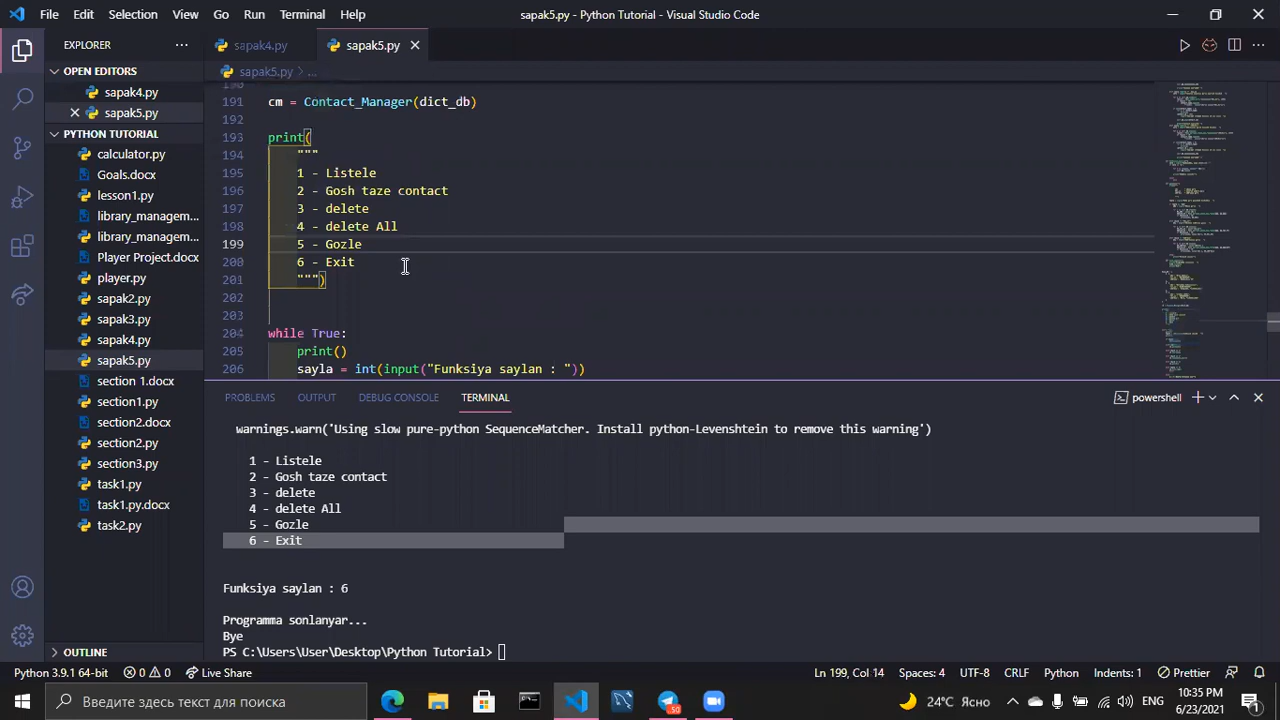 File Edit Selection View Go Run Terminal Help
sapak5.py - Python Tutorial - Visual Studio Code
EXPLORER
sapak4.py
sapak5.py
OPEN EDITORS
sapak4.py
sapak5.py
PYTHON TUTORIAL
calculator.py
Goals.docx
lesson1.py
library_managem...
library_managem...
Player Project.docx
player.py
sapak2.py
sapak3.py
sapak4.py
sapak5.py
section 1.docx
section1.py
section2.docx
section2.py
section3.py
task1.py
task1.py.docx
task2.py
OUTLINE
sapak5.py > ...
190
191 cm = Contact_Manager(dict_db)
192
193 print(
194 """
195 1 - Listele
196 2 - Gosh taze contact
197 3 - delete
198 4 - delete All
199 5 - Gozle
200 6 - Exit
201 """)
202
203
204 while True:
205 print()
206 sayla = int(input("Funksiya saylan : "))
PROBLEMS OUTPUT DEBUG CONSOLE TERMINAL
powershell
warnings.warn('Using slow pure-python SequenceMatcher. Install python-Levenshtein to remove this warning')
1 - Listele
2 - Gosh taze contact
3 - delete
4 - delete All
5 - Gozle
6 - Exit
Funksiya saylan : 6
Programma sonlanyar...
Bye
PS C:\Users\User\Desktop\Python Tutorial>
Python 3.9.1 64-bit 0 0 Live Share
Ln 199, Col 14 Spaces: 4 UTF-8 CRLF Python Indents: 1 Prettier
Введите здесь текст для поиска
50
24°C Ясно
ENG
10:35 PM
6/23/2021
1